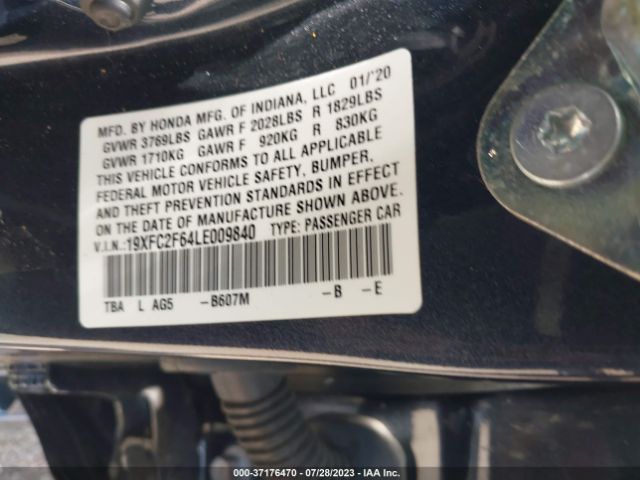 MFD. BY HONDA MFG. OF INDIANA, LLC 01/'20
GVWR 3769LBS GAWR F 2028LBS R 1829LBS
GVWR 1710KG GAWR F 920KG R 830KG
THIS VEHICLE CONFORMS TO ALL APPLICABLE
FEDERAL MOTOR VEHICLE SAFETY, BUMPER,
AND THEFT PREVENTION STANDARDS IN EFFECT
ON THE DATE OF MANUFACTURE SHOWN ABOVE.
V.I.N.:19XFC2F64LE009840 TYPE: PASSENGER CAR
TBA L AG5 -B607M -B -E
000-37176470 - 07/28/2023 - IAA Inc.